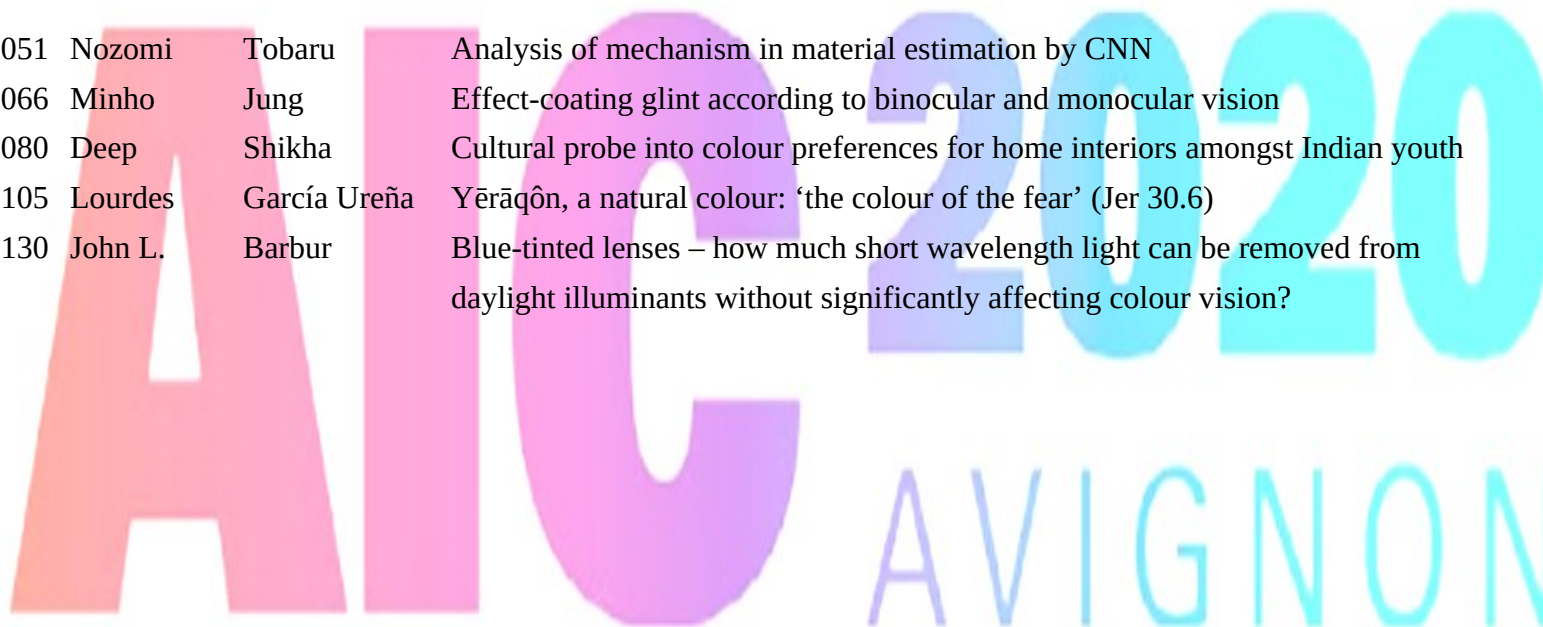 051 Nozomi Tobaru Analysis of mechanism in material estimation by CNN
066 Minho Jung Effect-coating glint according to binocular and monocular vision
080 Deep Shikha Cultural probe into colour preferences for home interiors amongst Indian youth
105 Lourdes García Ureña Yērāqôn, a natural colour: ‘the colour of the fear’ (Jer 30.6)
130 John L. Barbur Blue-tinted lenses – how much short wavelength light can be removed from
daylight illuminants without significantly affecting colour vision?
AIC 2020
AVIGNON